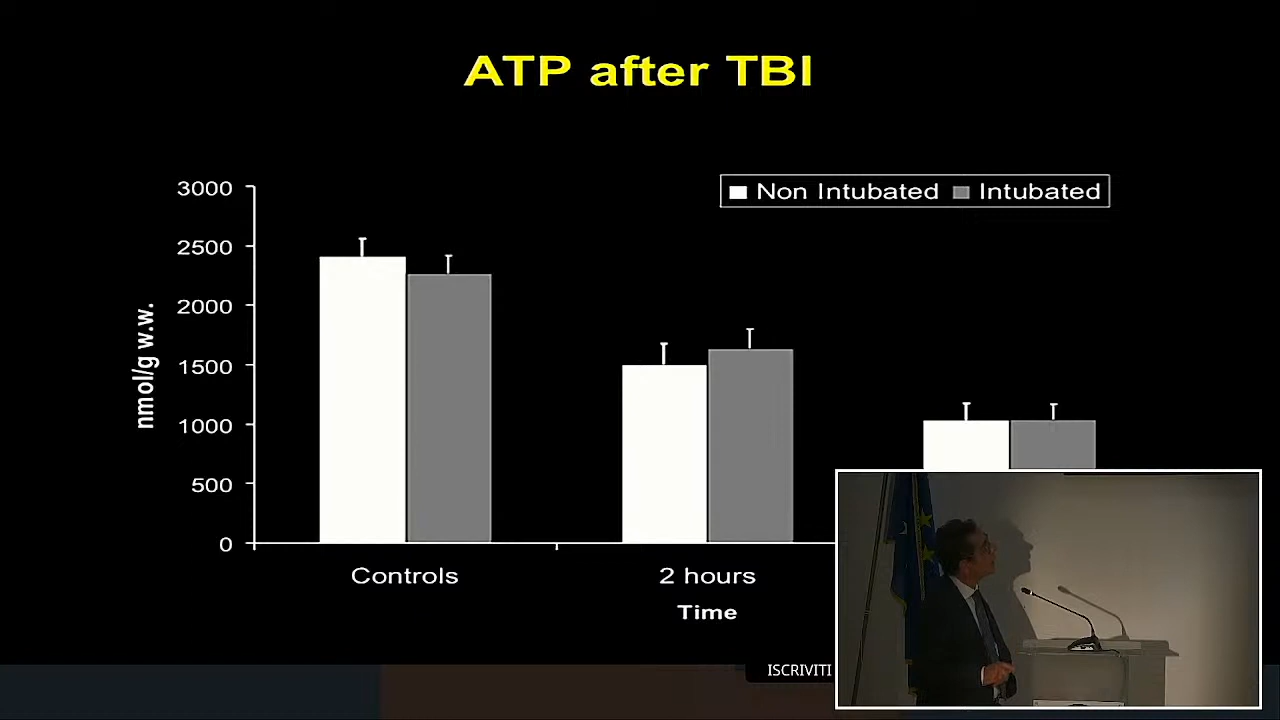 ATP after TBI
Non Intubated Intubated
3000
2500
2000
1500
1000
500
0
nmol/g w.w.
Controls 2 hours
Time
ISCRIVITI